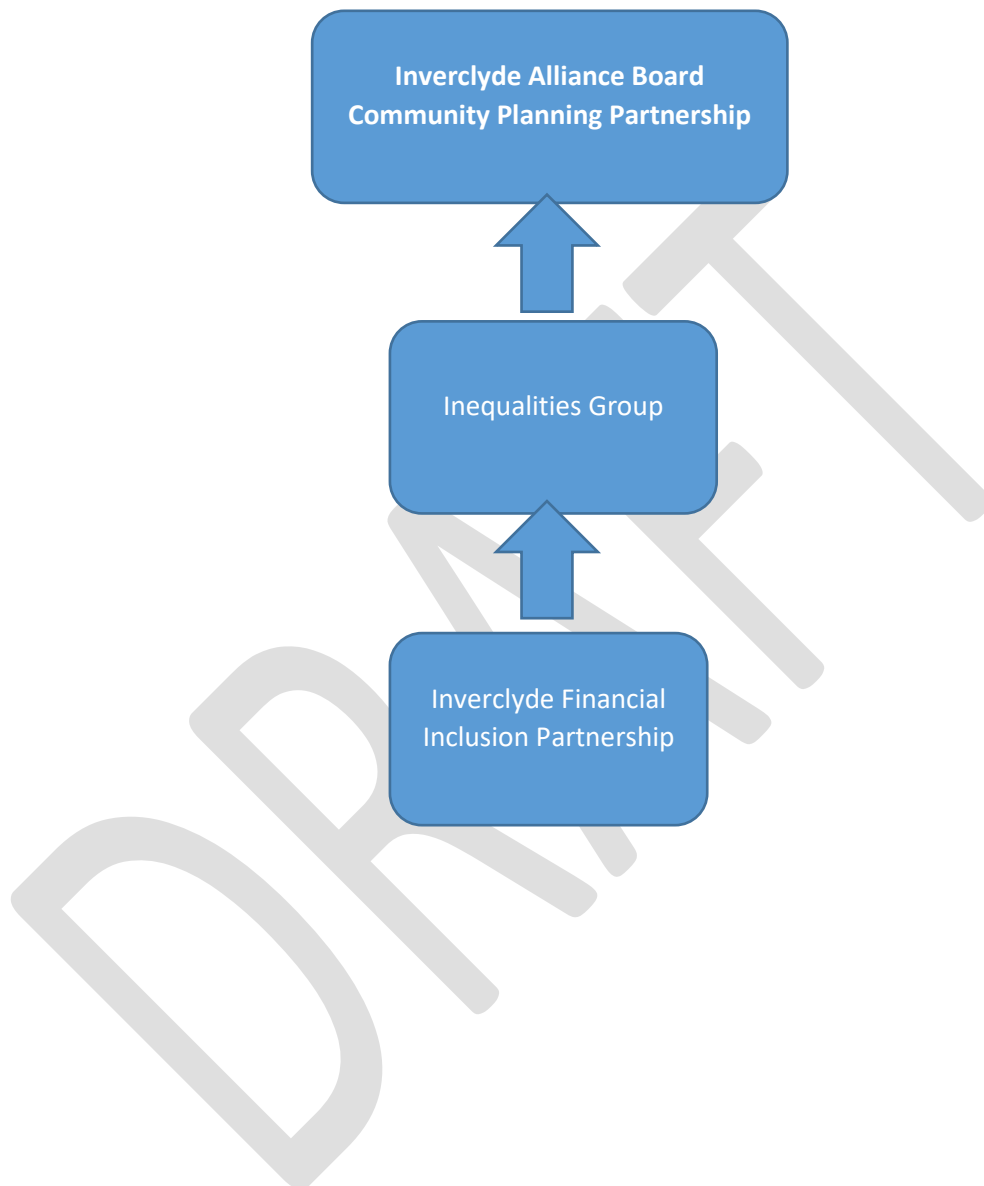 Inverclyde Alliance Board
Community Planning Partnership
Inequalities Group
Inverclyde Financial
Inclusion Partnership
DRAFT